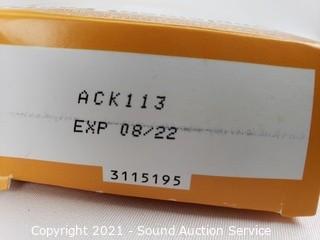 ACK113
EXP 08/22
3115195
Copyright 2021 - Sound Auction Service